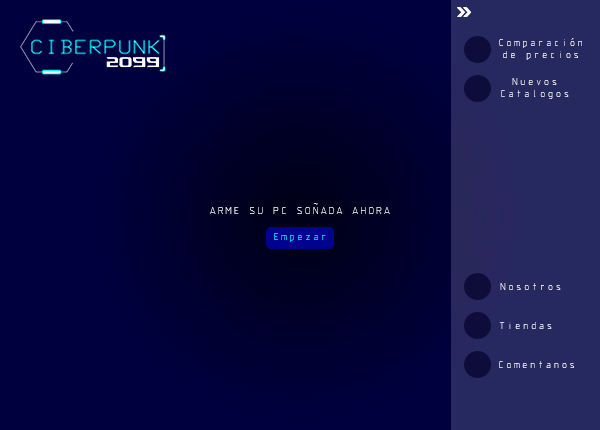 CIBERPUNK
2099
ARME SU PC SOÑADA AHORA
Empezar
Comparación
de precios
Nuevos
Catalogos
Nosotros
Tiendas
Comentanos